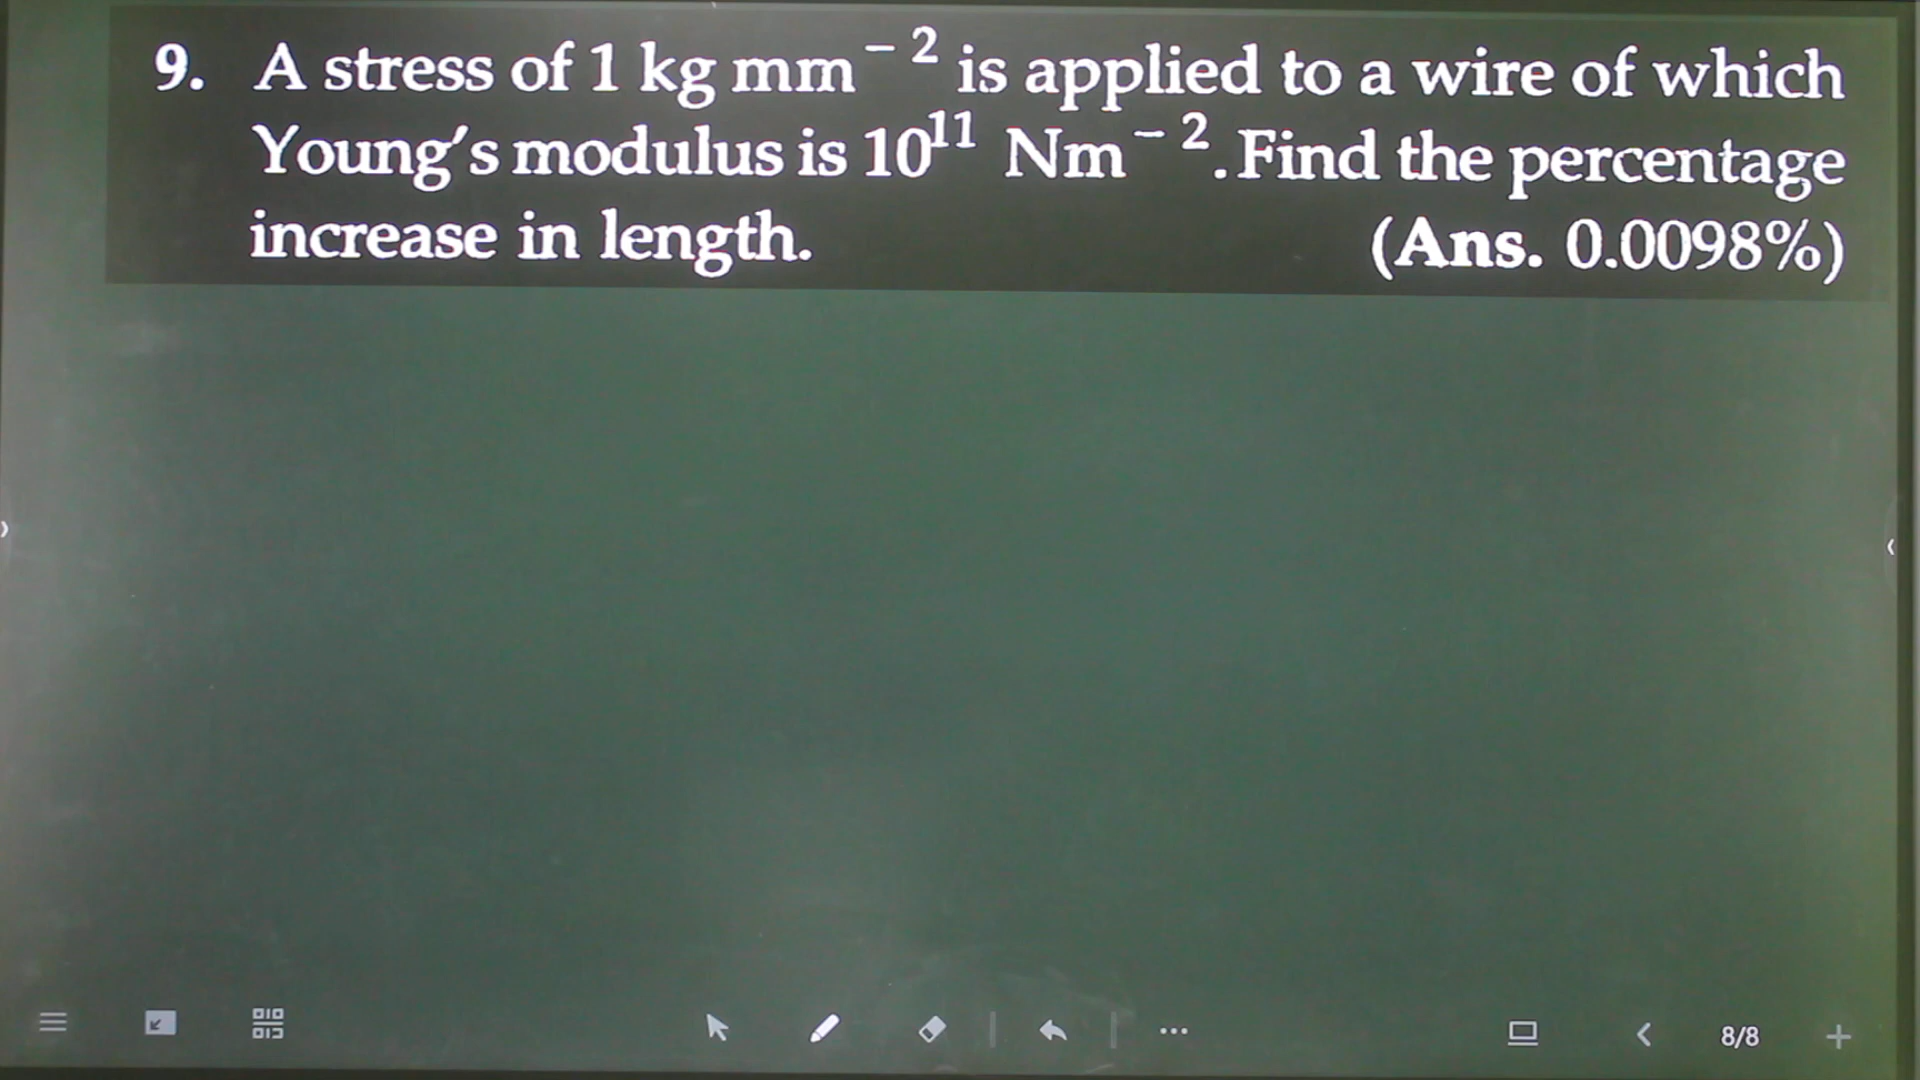 9. A stress of 1 kg mm⁻² is applied to a wire of which
Young's modulus is 10¹¹ Nm⁻². Find the percentage
increase in length. (Ans. 0.0098%)
8/8